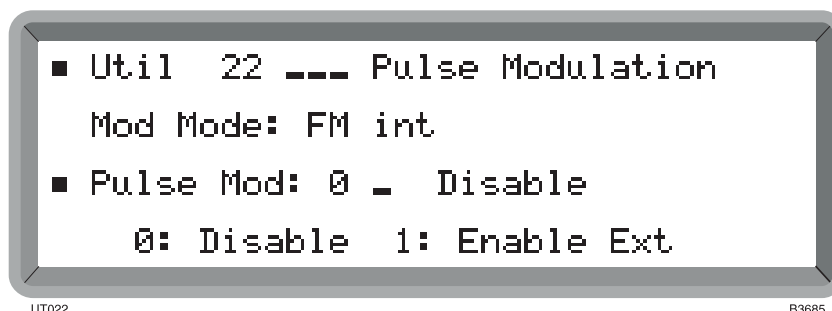 ■ Util 22 ___ Pulse Modulation
Mod Mode: FM int
■ Pulse Mod: 0 _ Disable
0: Disable 1: Enable Ext
UT022
B3685